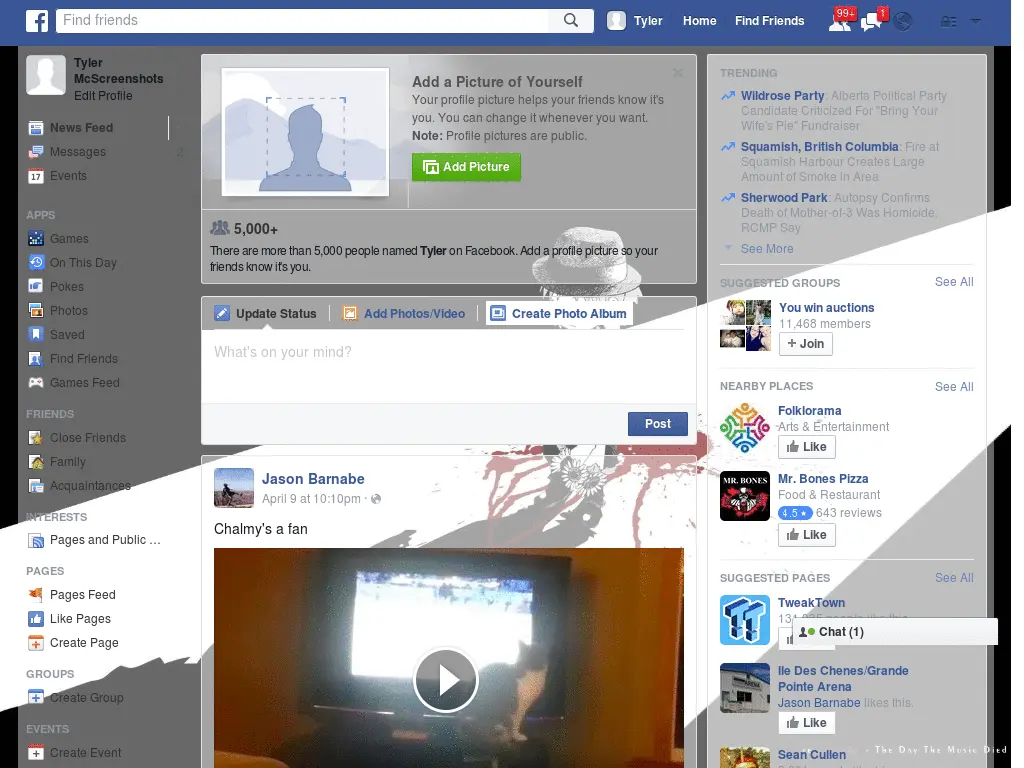 Find friends
Tyler
Home
Find Friends
99+
1
Tyler
McScreenshots
Edit Profile
News Feed
Messages
2
Events
17
APPS
Games
On This Day
Pokes
Photos
Saved
Find Friends
Games Feed
FRIENDS
Close Friends
Family
Acquaintances
INTERESTS
Pages and Public ...
PAGES
Pages Feed
Like Pages
Create Page
GROUPS
Create Group
EVENTS
Create Event
Add a Picture of Yourself
Your profile picture helps your friends know it's
you. You can change it whenever you want.
Note: Profile pictures are public.
Add Picture
5,000+
There are more than 5,000 people named Tyler on Facebook. Add a profile picture so your
friends know it's you.
Update Status
Add Photos/Video
Create Photo Album
What's on your mind?
Post
Jason Barnabe
April 9 at 10:10pm ·
Chalmy's a fan
TRENDING
Wildrose Party: Alberta Political Party
Candidate Criticized For "Bring Your
Wife's Pie" Fundraiser
Squamish, British Columbia: Fire at
Squamish Harbour Creates Large
Amount of Smoke in Area
Sherwood Park: Autopsy Confirms
Death of Mother-of-3 Was Homicide,
RCMP Say
See More
SUGGESTED GROUPS
See All
You win auctions
11,468 members
+ Join
NEARBY PLACES
See All
Folklorama
Arts & Entertainment
Like
MR. BONES
Mr. Bones Pizza
Food & Restaurant
4.5 ★ 643 reviews
Like
SUGGESTED PAGES
See All
TweakTown
Chat (1)
Ile Des Chenes/Grande
Pointe Arena
Jason Barnabe likes this.
Like
Sean Cullen
- The Day The Music Died